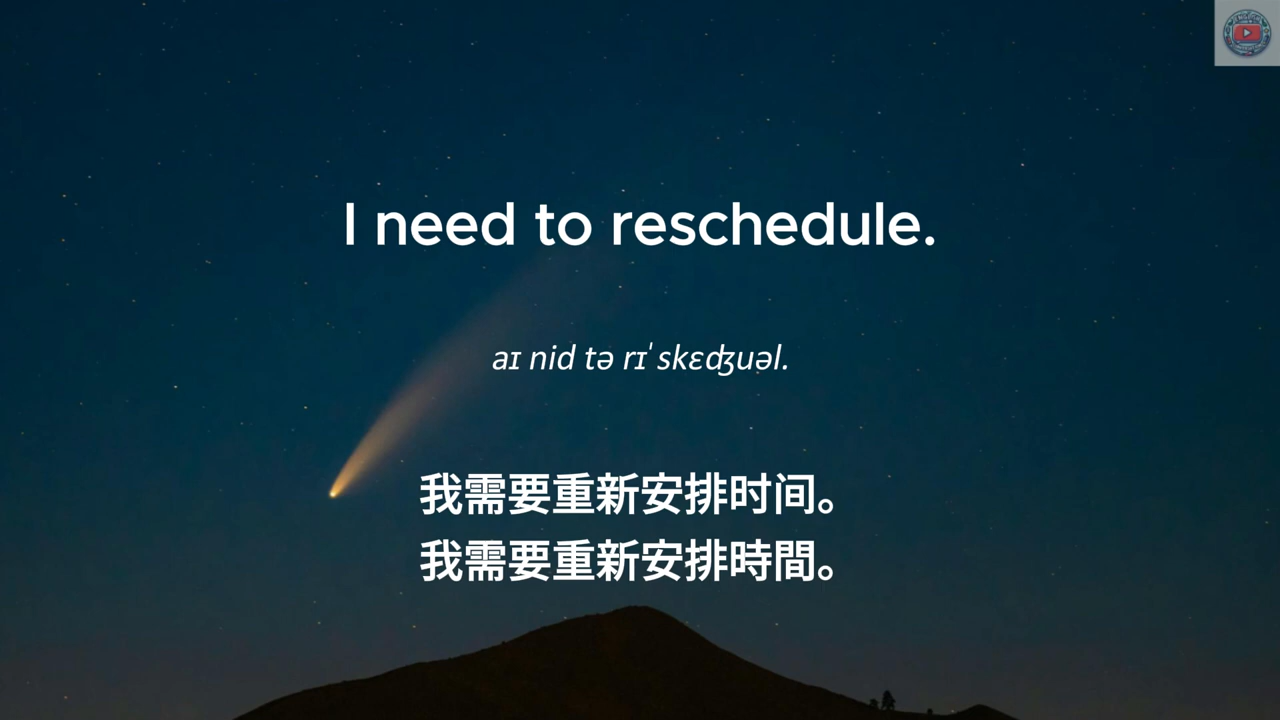 I need to reschedule.
aɪ nid tə rɪˈskɛʤuəl.
我需要重新安排时间。
我需要重新安排時間。